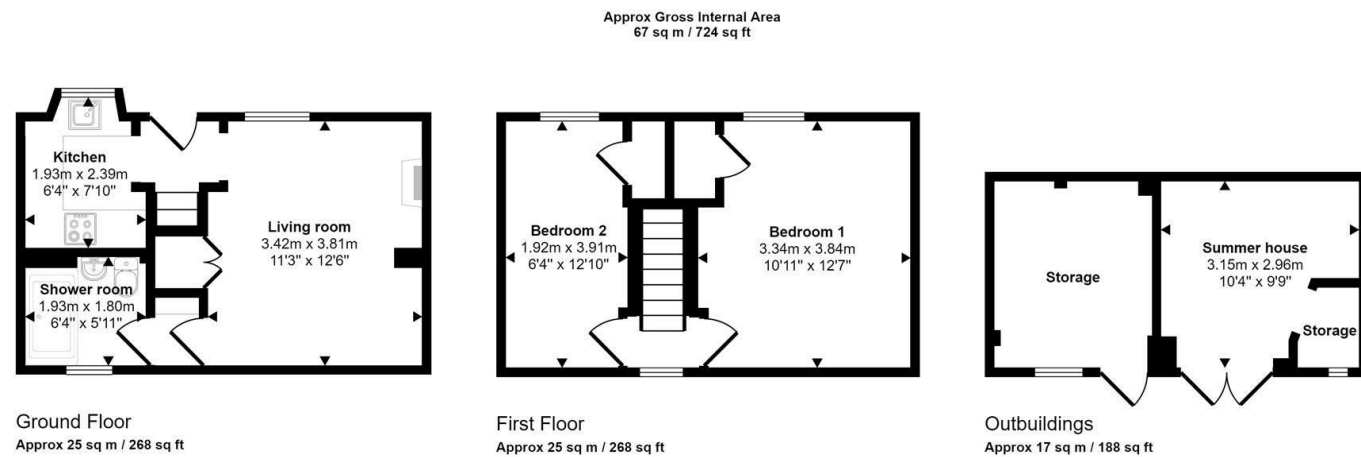 Approx Gross Internal Area
67 sq m / 724 sq ft
Kitchen
1.93m x 2.39m
6'4" x 7'10"
Living room
3.42m x 3.81m
11'3" x 12'6"
Shower room
1.93m x 1.80m
6'4" x 5'11"
Ground Floor
Approx 25 sq m / 268 sq ft
Bedroom 2
1.92m x 3.91m
6'4" x 12'10"
Bedroom 1
3.34m x 3.84m
10'11" x 12'7"
First Floor
Approx 25 sq m / 268 sq ft
Storage
Summer house
3.15m x 2.96m
10'4" x 9'9"
Storage
Outbuildings
Approx 17 sq m / 188 sq ft